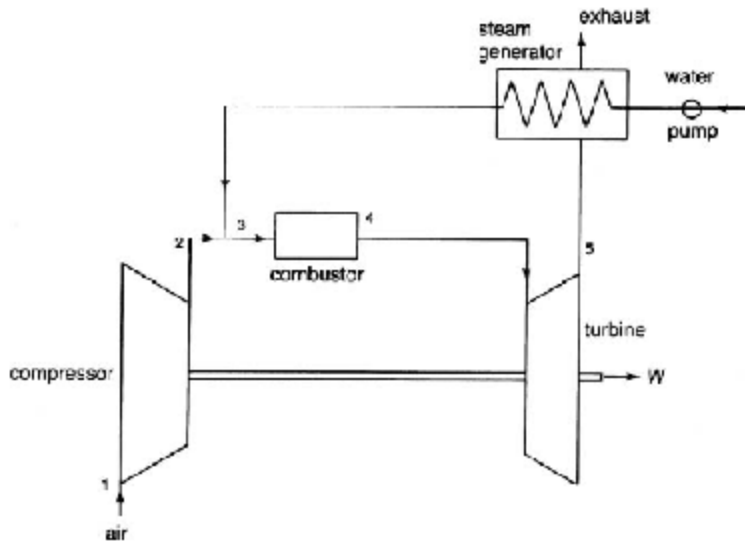 exhaust
steam
generator
water
pump
2
3
4
combustor
5
turbine
compressor
W
1
air